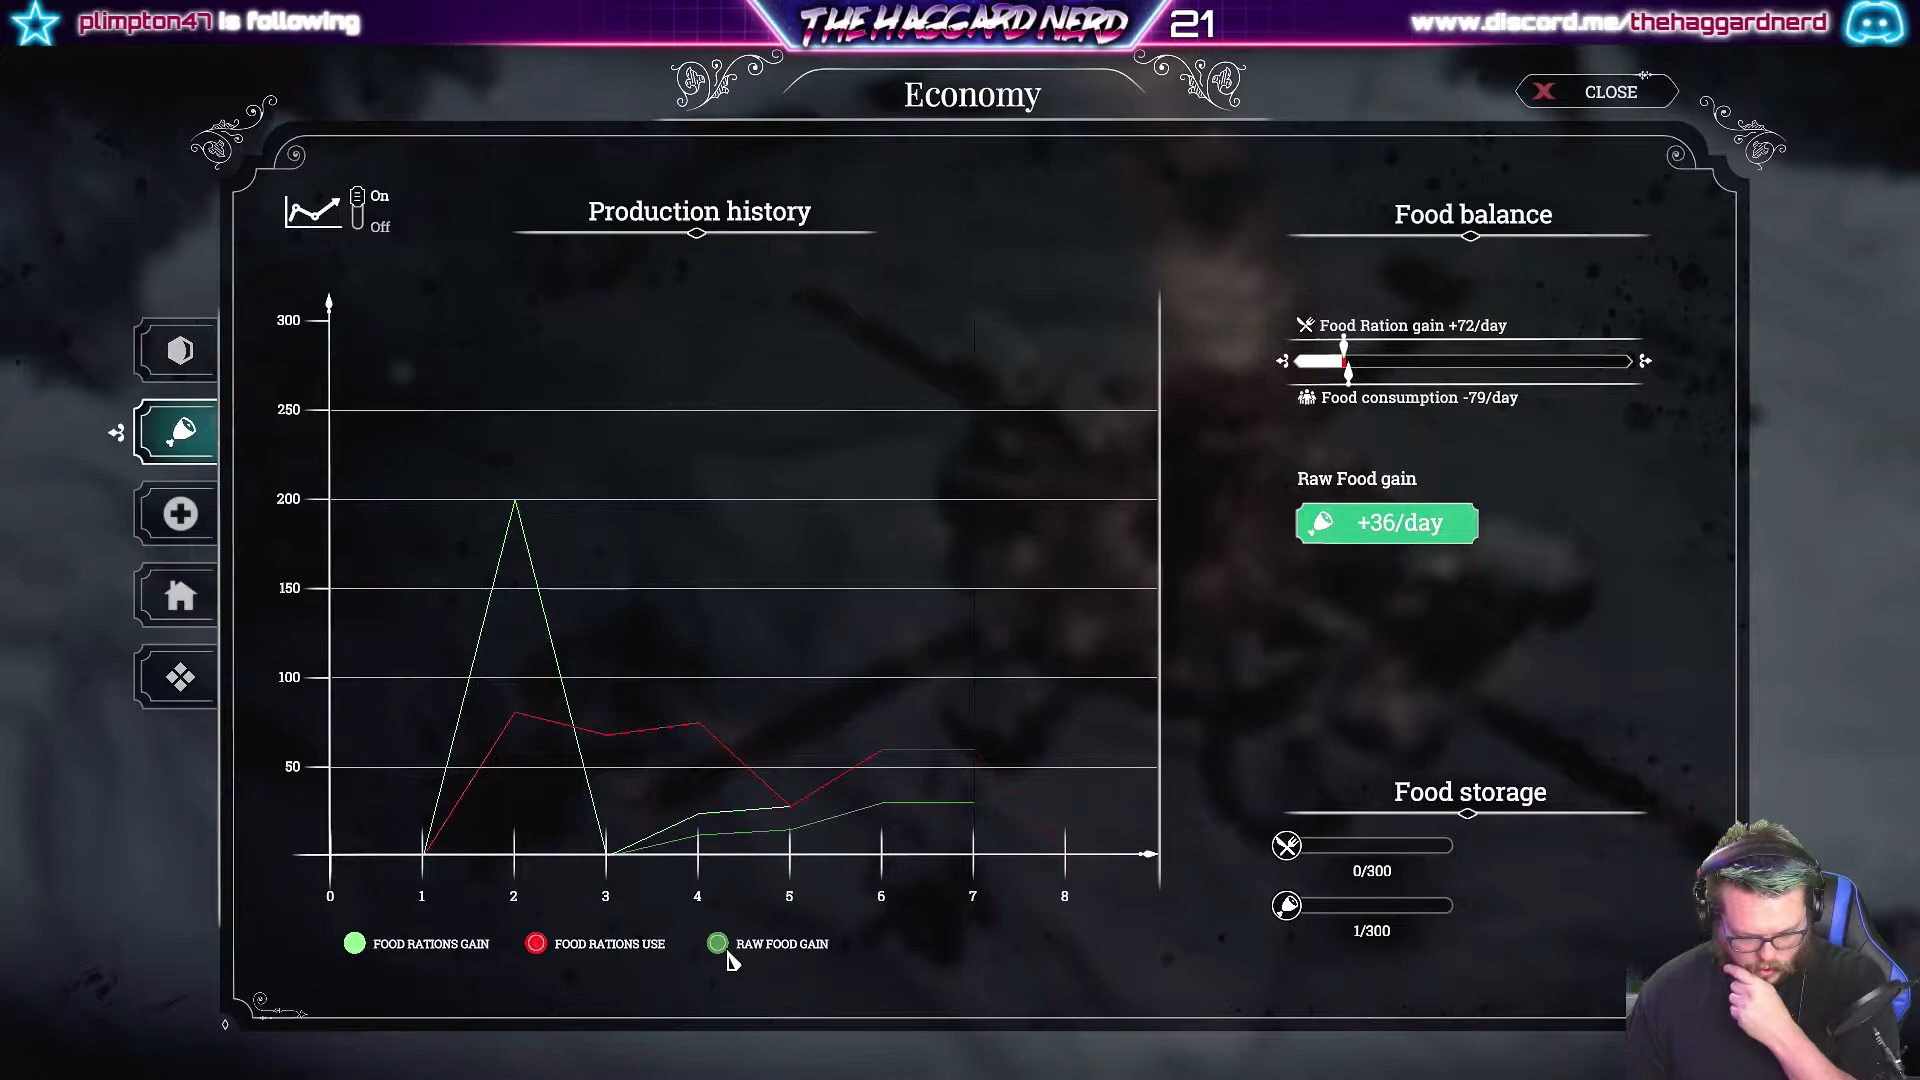 plimpton47 is following
THE HAGGARD NERD
21
www.discord.me/thehaggardnerd
Economy
X CLOSE
On
Off
Production history
Food balance
300
250
200
150
100
50
0 1 2 3 4 5 6 7 8
FOOD RATIONS GAIN
FOOD RATIONS USE
RAW FOOD GAIN
Food Ration gain +72/day
Food consumption -79/day
Raw Food gain
+36/day
Food storage
0/300
1/300